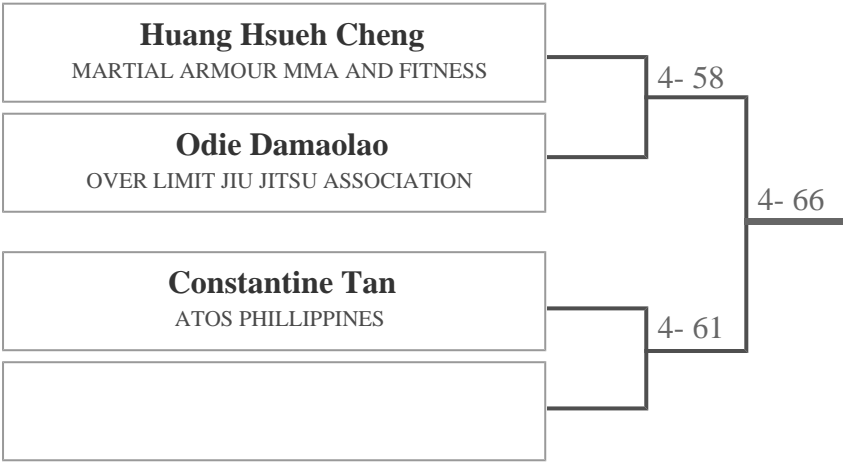 Huang Hsueh Cheng
MARTIAL ARMOUR MMA AND FITNESS
4- 58
Odie Damaolao
OVER LIMIT JIU JITSU ASSOCIATION
4- 66
Constantine Tan
ATOS PHILLIPPINES
4- 61